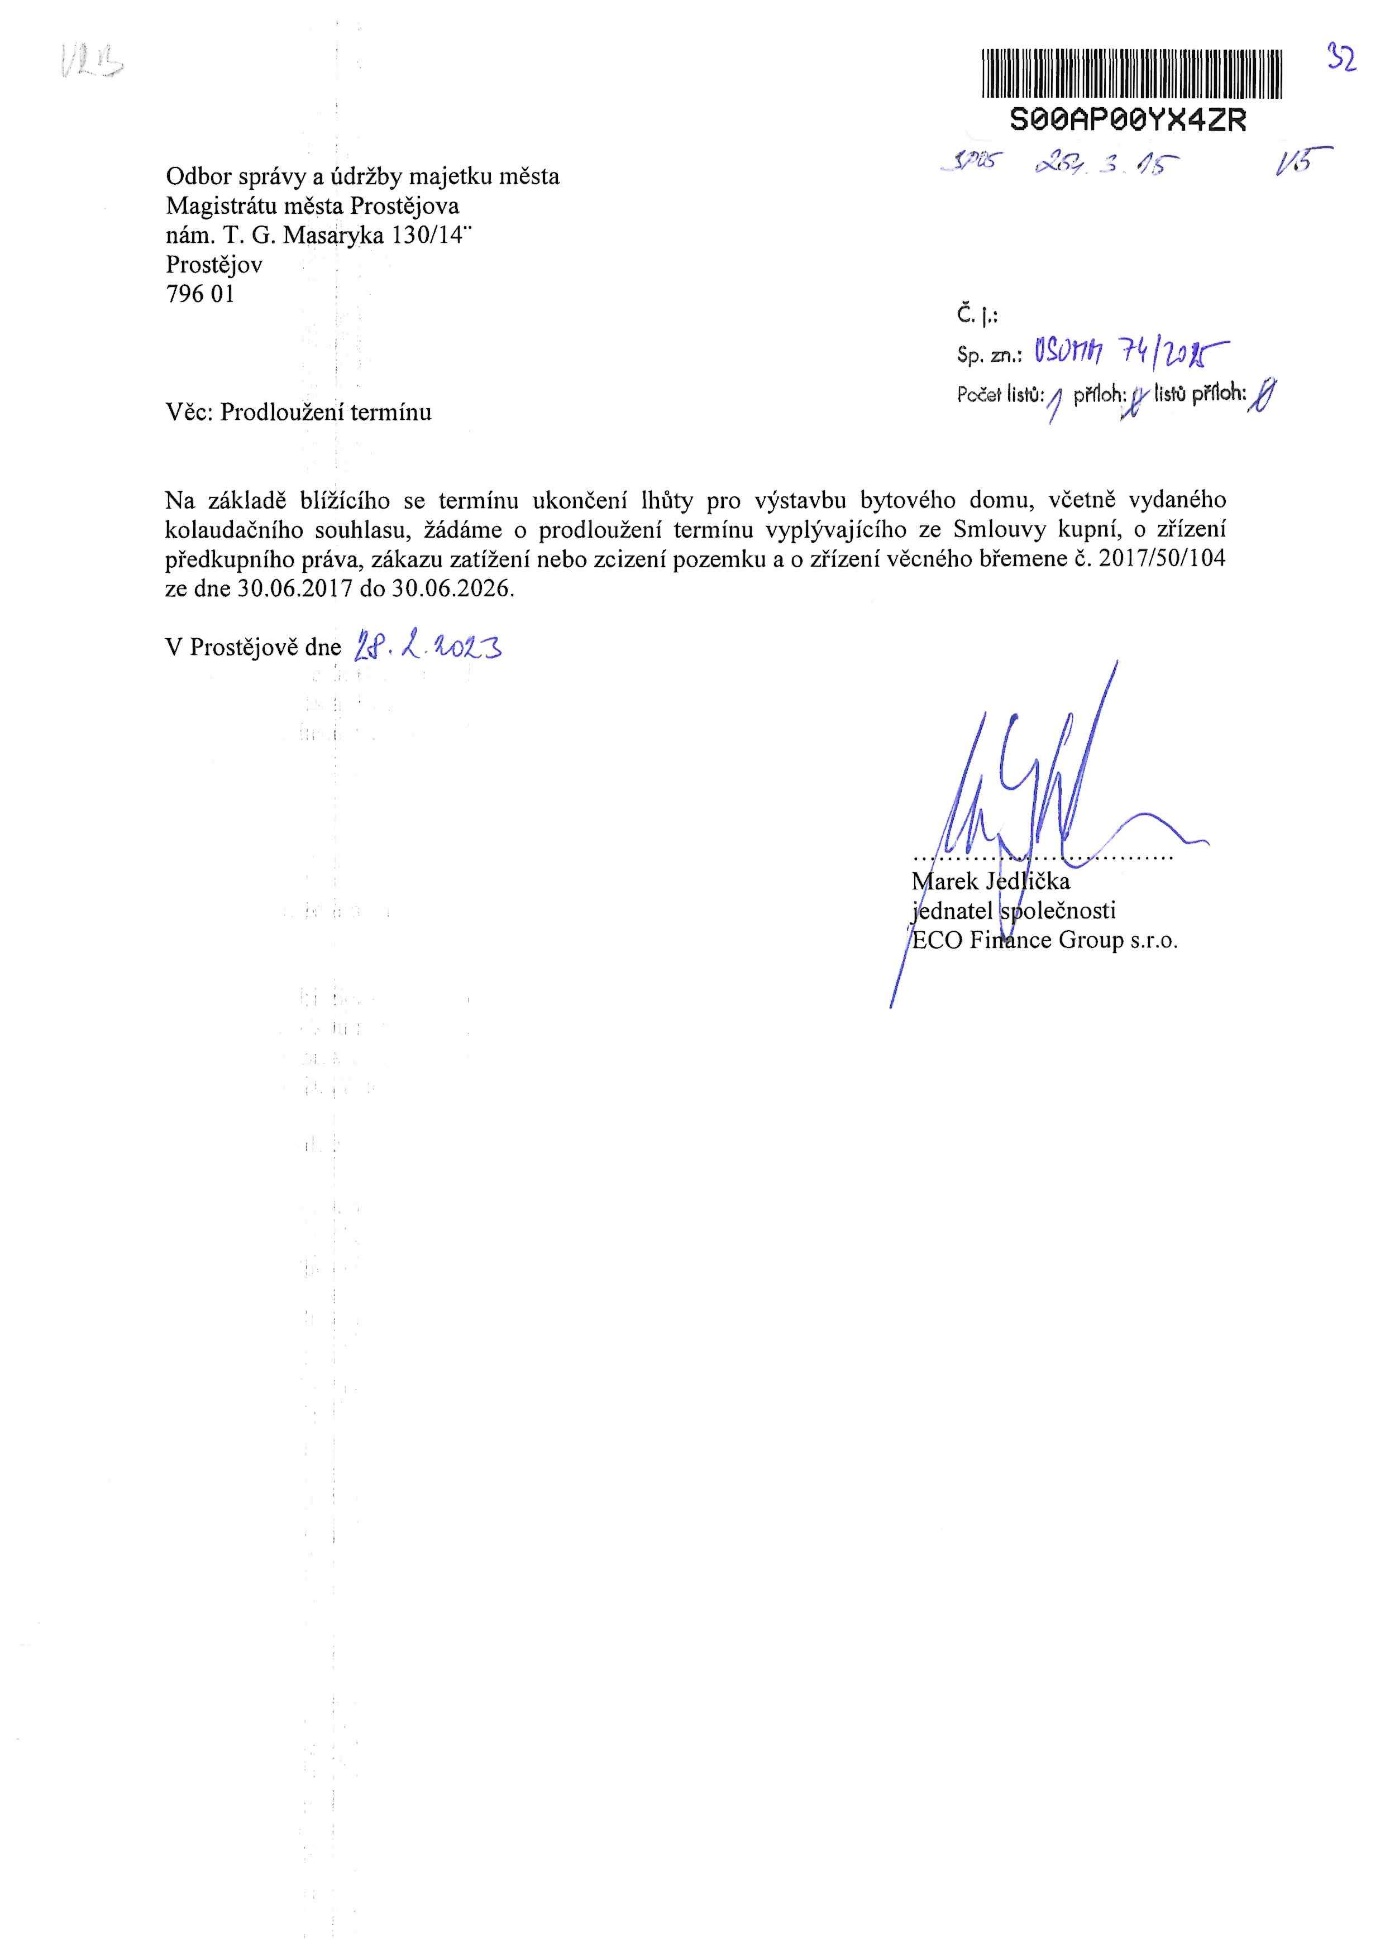 32
S00AP00YX4ZR
V5
Odbor správy a údržby majetku města
Magistrátu města Prostějova
nám. T. G. Masaryka 130/14¨
Prostějov
796 01
Č. j.:
Sp. zn.: OSUMM 74/2015
Počet listů: 1 příloh: 0 listů příloh: 0
Věc: Prodloužení termínu
Na základě blížícího se termínu ukončení lhůty pro výstavbu bytového domu, včetně vydaného
kolaudačního souhlasu, žádáme o prodloužení termínu vyplývajícího ze Smlouvy kupní, o zřízení
předkupního práva, zákazu zatížení nebo zcizení pozemku a o zřízení věcného břemene č. 2017/50/104
ze dne 30.06.2017 do 30.06.2026.
V Prostějově dne 28.2.2023
Marek Jedlička
jednatel společnosti
ECO Finance Group s.r.o.